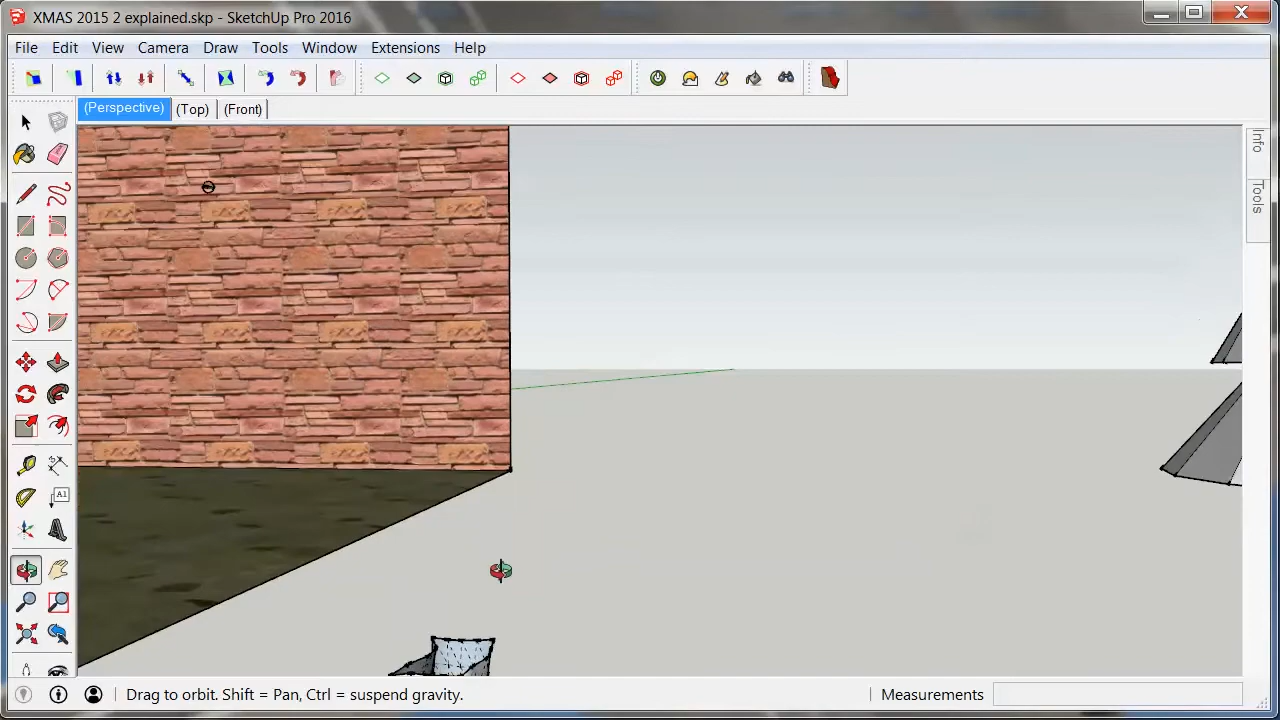 XMAS 2015 2 explained.skp - SketchUp Pro 2016
File Edit View Camera Draw Tools Window Extensions Help
(Perspective) (Top) (Front)
Info
Tools
A1
Drag to orbit. Shift = Pan, Ctrl = suspend gravity.
Measurements